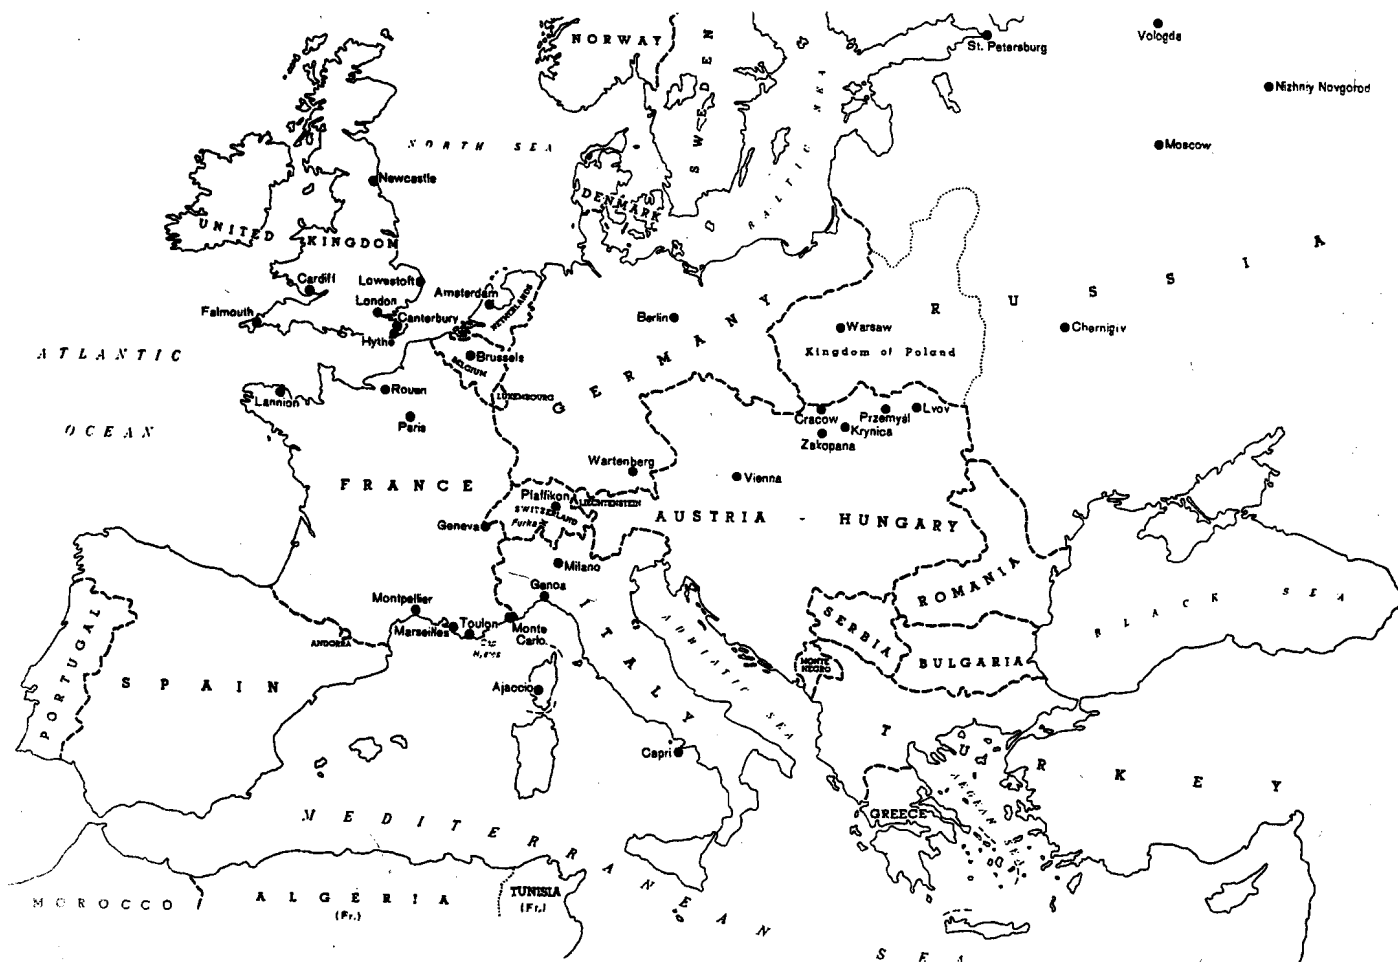 Vologda
NORWAY
SWEDEN
St. Petersburg
BALTIC SEA
Nizhniy Novgorod
NORTH SEA
Moscow
Newcastle
DENMARK
UNITED KINGDOM
RUSSIA
Cardiff
Lowestoft
Amsterdam
NETHERLANDS
London
Falmouth
Canterbury
Berlin
GERMANY
Warsaw
Chernigiv
Hythe
Kingdom of Poland
ATLANTIC
OCEAN
Brussels
BELGIUM
Rouen
LUXEMBOURG
Lannion
Paris
Cracow
Przemyśl
Lvov
Krynica
Zakopana
Wartenberg
Vienna
FRANCE
Pfaffikon
LIECHTENSTEIN
SWITZERLAND
Furka
Geneva
AUSTRIA - HUNGARY
Milano
ROMANIA
Genoa
BLACK SEA
Montpellier
Marseilles
Toulon
Monte
Carlo
ITALY
ADRIATIC SEA
SERBIA
ANDORRA
MONTE
NEGRO
BULGARIA
PORTUGAL
SPAIN
Ajaccio
Capri
TURKEY
AEGEAN SEA
GREECE
MEDITERRANEAN SEA
MOROCCO
ALGERIA
(Fr.)
TUNISIA
(Fr.)